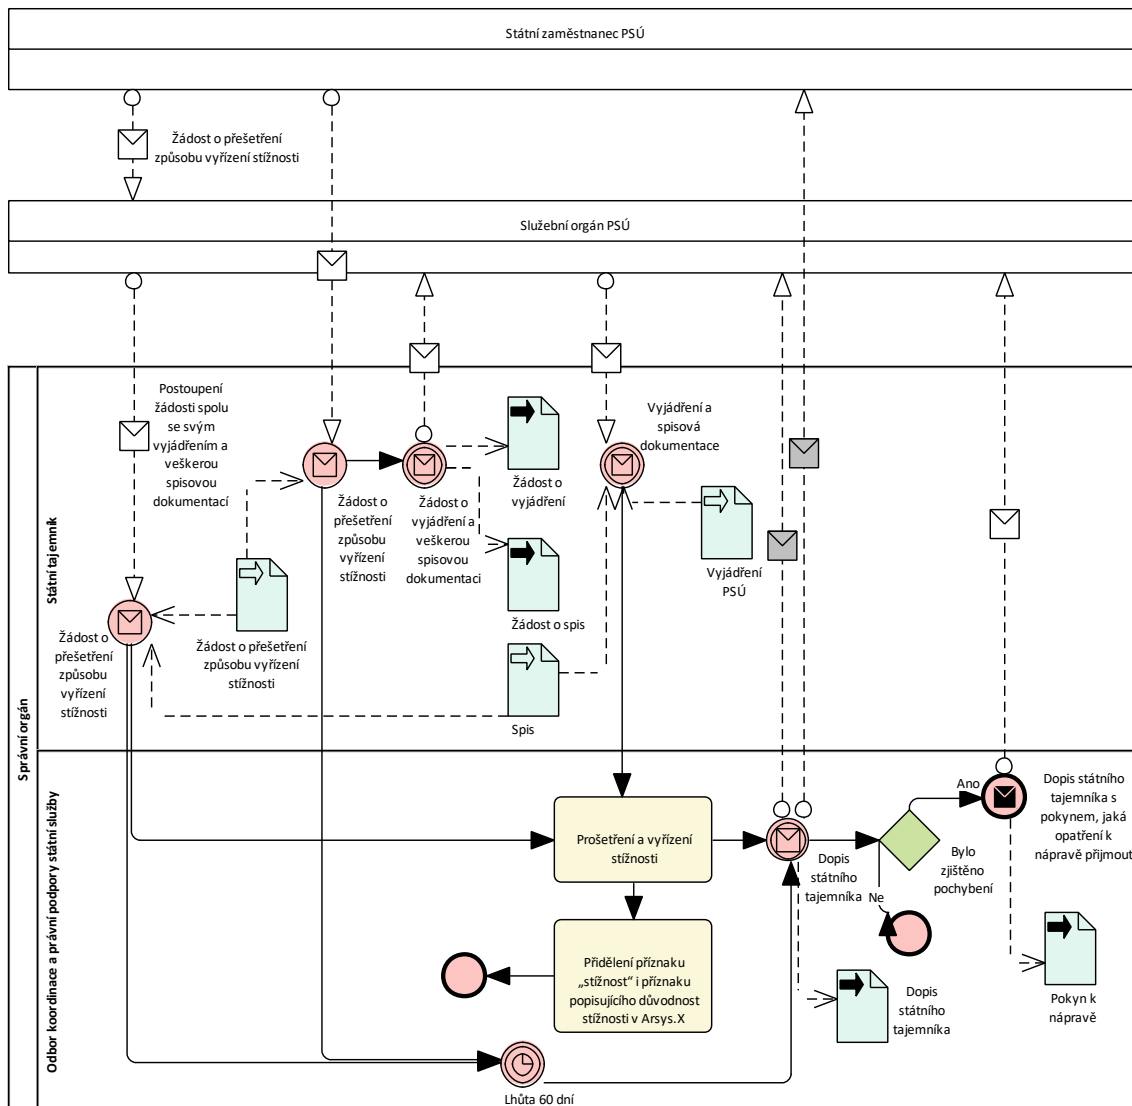 Státní zaměstnanec PSÚ
Žádost o přešetření
způsobu vyřízení stížnosti
Služební orgán PSÚ
Správní orgán
Státní tajemník
Postoupení
žádosti spolu
se svým
vyjádřením a
veškerou
spisovou
dokumentací
Žádost o
přešetření
způsobu
vyřízení
stížnosti
Žádost o
vyjádření a
veškerou
spisovou
dokumentaci
Žádost o
vyjádření
Vyjádření a
spisová
dokumentace
Vyjádření
PSÚ
Žádost o spis
Žádost o
přešetření
způsobu
vyřízení
stížnosti
Žádost o přešetření
způsobu vyřízení
stížnosti
Spis
Odbor koordinace a právní podpory státní služby
Prošetření a vyřízení
stížnosti
Dopis
státního
tajemníka
Bylo
zjištěno
pochybení
Ano
Ne
Dopis státního
tajemníka s
pokynem, jaká
opatření k
nápravě přijmout
Přidělení příznaku
„stížnost“ i příznaku
popisujícího důvodnost
stížnosti v Arsys.X
Dopis
státního
tajemníka
Pokyn k
nápravě
Lhůta 60 dní